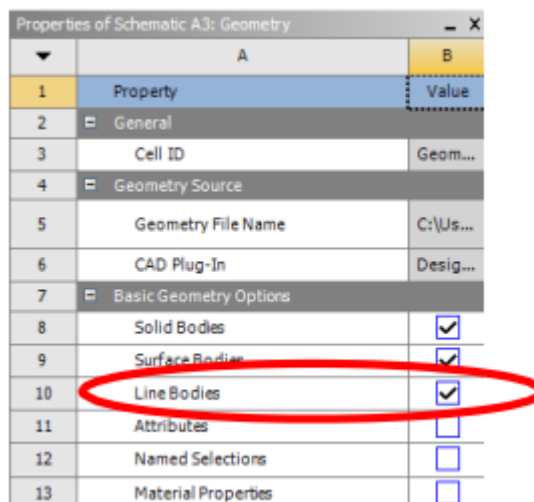 Properties of Schematic A3: Geometry
A B
1 Property Value
2 General
3 Cell ID Geom...
4 Geometry Source
5 Geometry File Name C:\Us...
6 CAD Plug-In Desig...
7 Basic Geometry Options
8 Solid Bodies
9 Surface Bodies
10 Line Bodies
11 Attributes
12 Named Selections
13 Material Properties